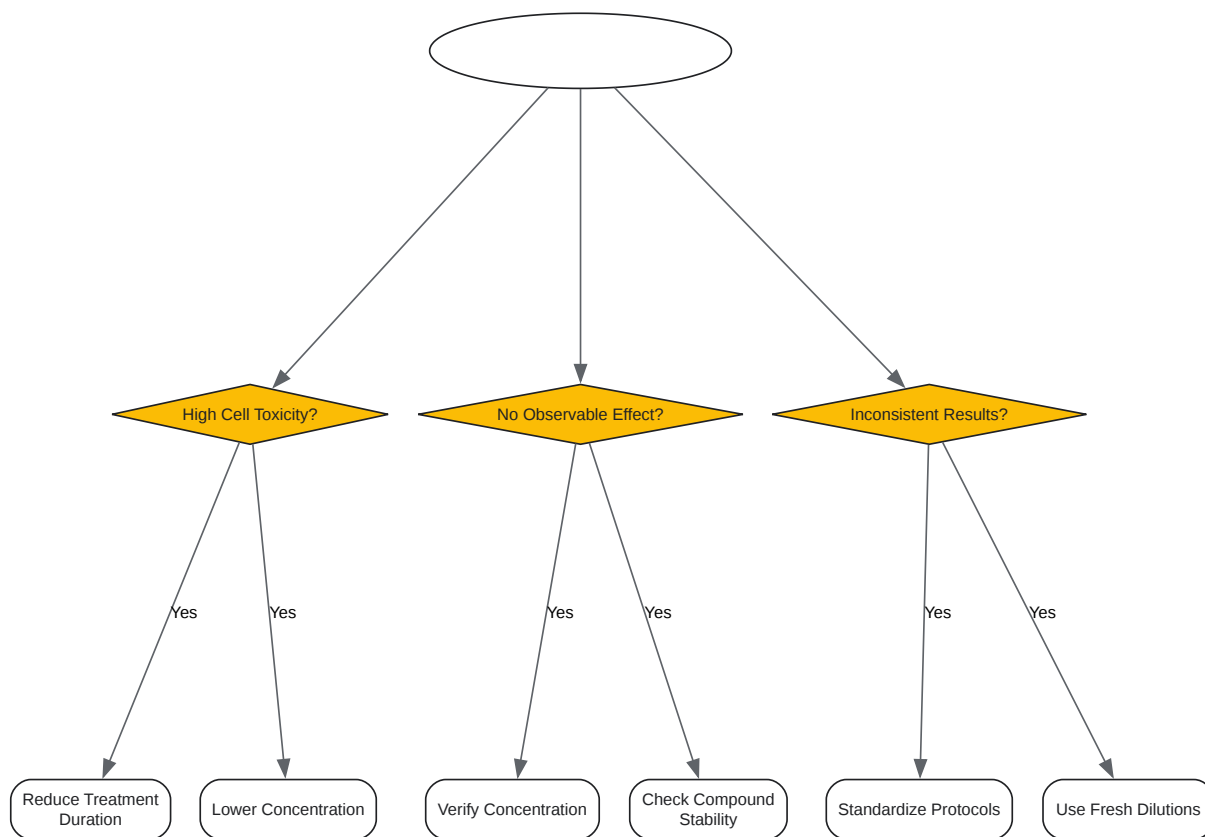 High Cell Toxicity?
No Observable Effect?
Inconsistent Results?
Yes
Yes
Yes
Yes
Yes
Yes
Reduce Treatment
Duration
Lower Concentration
Verify Concentration
Check Compound
Stability
Standardize Protocols
Use Fresh Dilutions